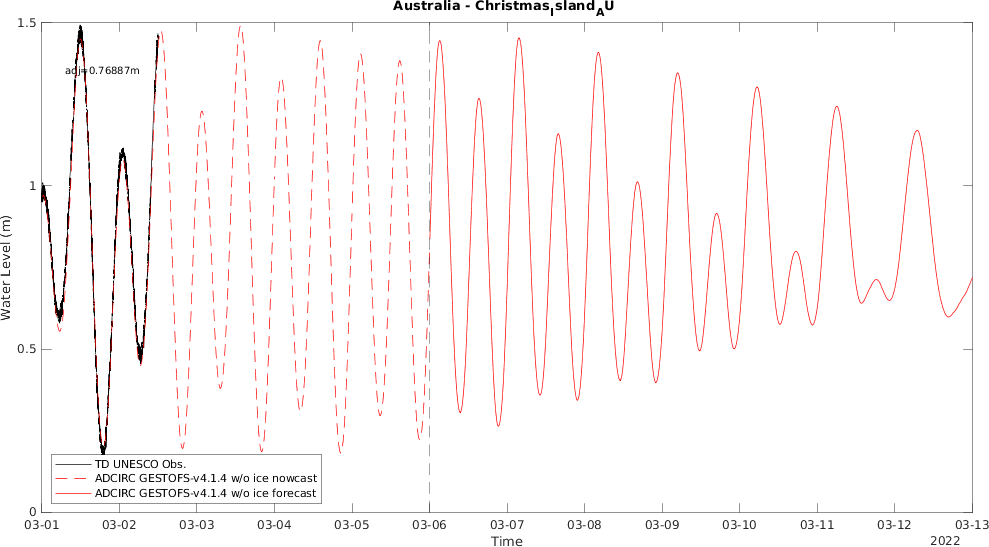 Australia - Christmas_Island_AU
1.5
adj=0.76887m
1
Water Level (m)
0.5
TD UNESCO Obs.
ADCIRC GESTOFS-v4.1.4 w/o ice nowcast
ADCIRC GESTOFS-v4.1.4 w/o ice forecast
0
03-01 03-02 03-03 03-04 03-05 03-06 03-07 03-08 03-09 03-10 03-11 03-12 03-13
Time
2022